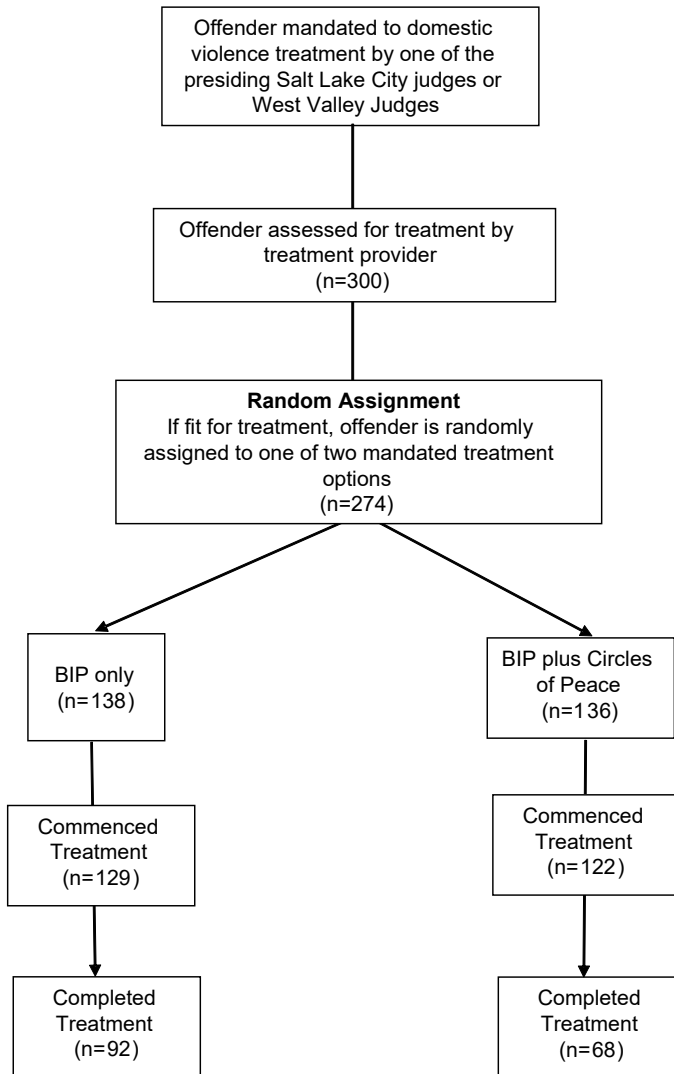 Offender mandated to domestic
violence treatment by one of the
presiding Salt Lake City judges or
West Valley Judges
Offender assessed for treatment by
treatment provider
(n=300)
Random Assignment
If fit for treatment, offender is randomly
assigned to one of two mandated treatment
options
(n=274)
BIP only
(n=138)
BIP plus Circles
of Peace
(n=136)
Commenced
Treatment
(n=129)
Commenced
Treatment
(n=122)
Completed
Treatment
(n=92)
Completed
Treatment
(n=68)